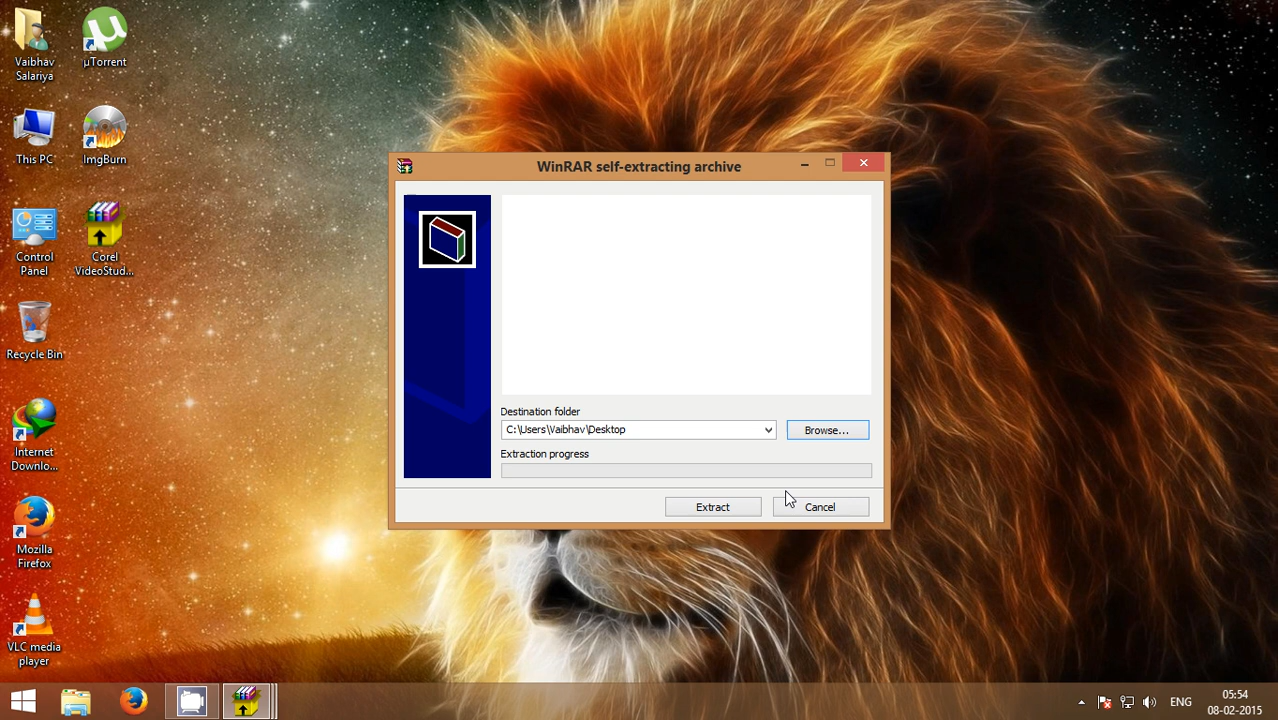 Vaibhav
Salariya
µTorrent
This PC
ImgBurn
Control
Panel
Corel
VideoStud...
Recycle Bin
Internet
Downlo...
Mozilla
Firefox
VLC media
player
WinRAR self-extracting archive
Destination folder
C:\Users\Vaibhav\Desktop
Browse...
Extraction progress
Extract
Cancel
ENG
05:54
08-02-2015